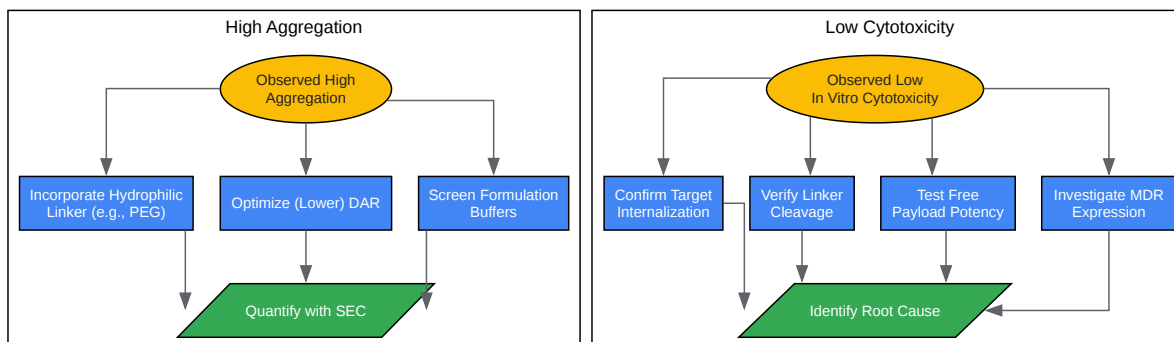 High Aggregation
Observed High
Aggregation
Incorporate Hydrophilic
Linker (e.g., PEG)
Optimize (Lower) DAR
Screen Formulation
Buffers
Quantify with SEC
Low Cytotoxicity
Observed Low
In Vitro Cytotoxicity
Confirm Target
Internalization
Verify Linker
Cleavage
Test Free
Payload Potency
Investigate MDR
Expression
Identify Root Cause